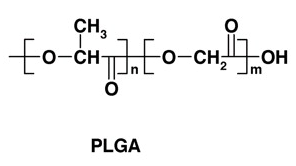 CH₃ O
O CH O CH₂ OH
n m
O
PLGA